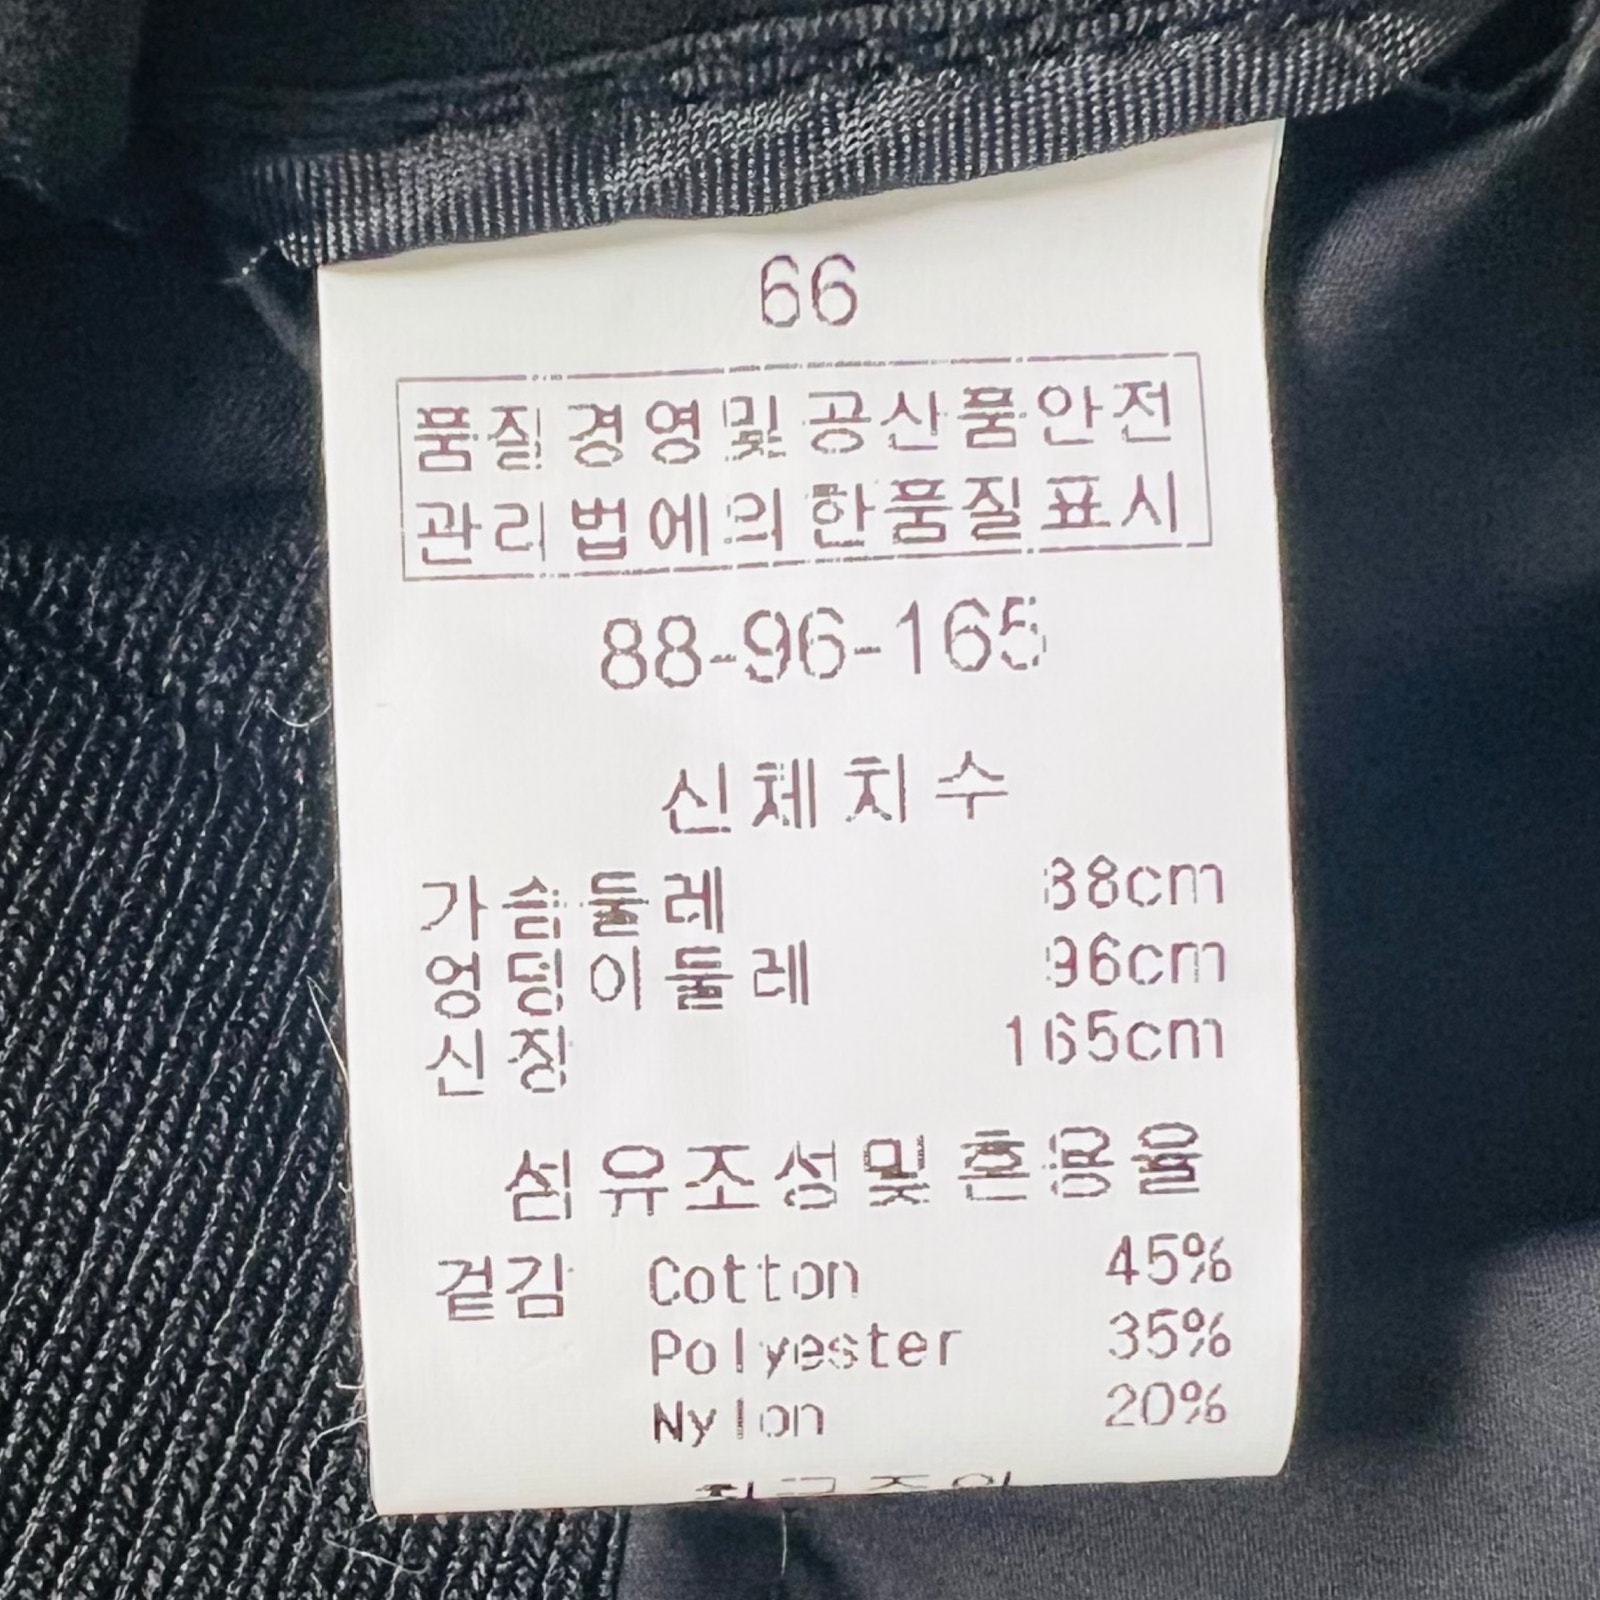 66
품질경영및공산품안전
관리법에의한품질표시
88-96-165
신체치수
가슴둘레 88cm
엉덩이둘레 96cm
신장 165cm
섬유조성및혼용율
겉감 Cotton 45%
Polyester 35%
Nylon 20%